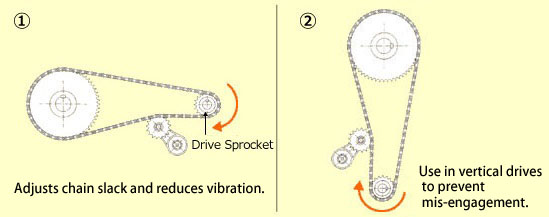 ①
Drive Sprocket
Adjusts chain slack and reduces vibration.
②
Use in vertical drives
to prevent
mis-engagement.